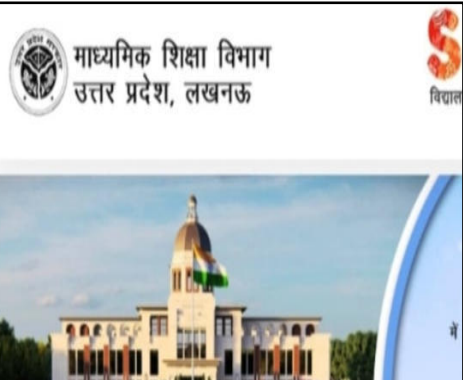 माध्यमिक शिक्षा विभाग
उत्तर प्रदेश, लखनऊ
विद्याल
में